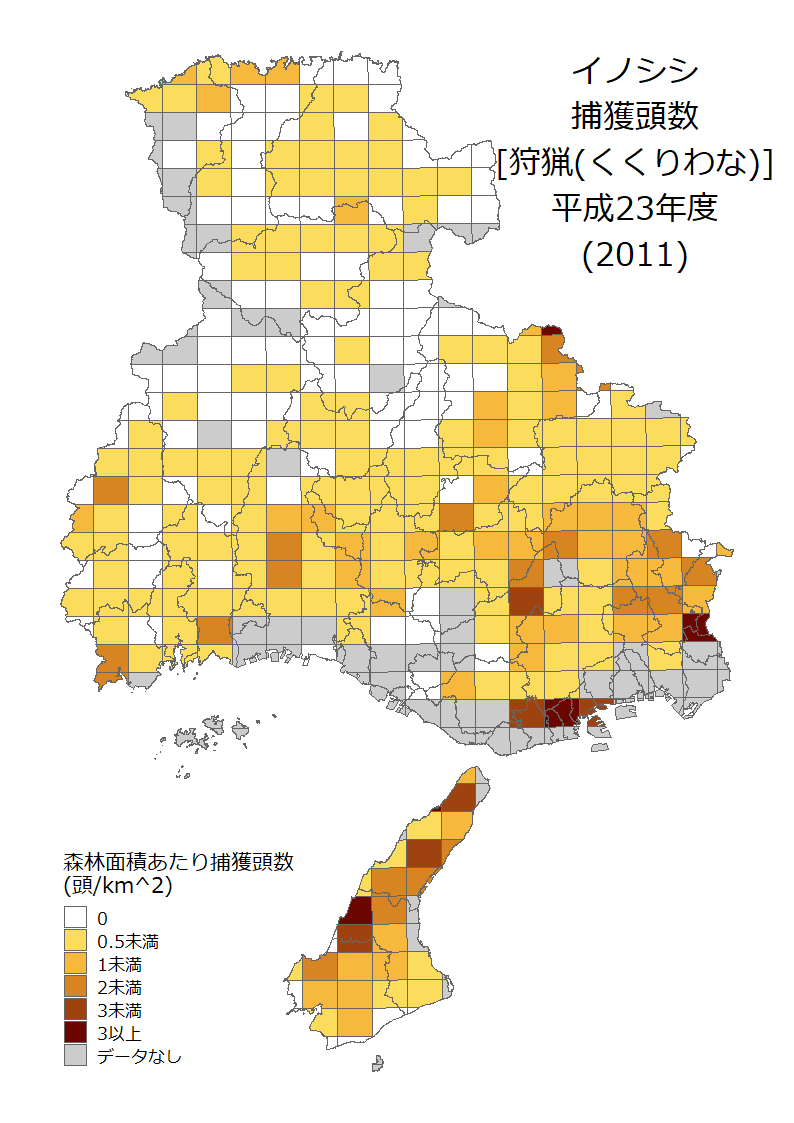 イノシシ
捕獲頭数
[狩猟(くくりわな)]
平成23年度
(2011)
森林面積あたり捕獲頭数
(頭/km^2)
0
0.5未満
1未満
2未満
3未満
3以上
データなし